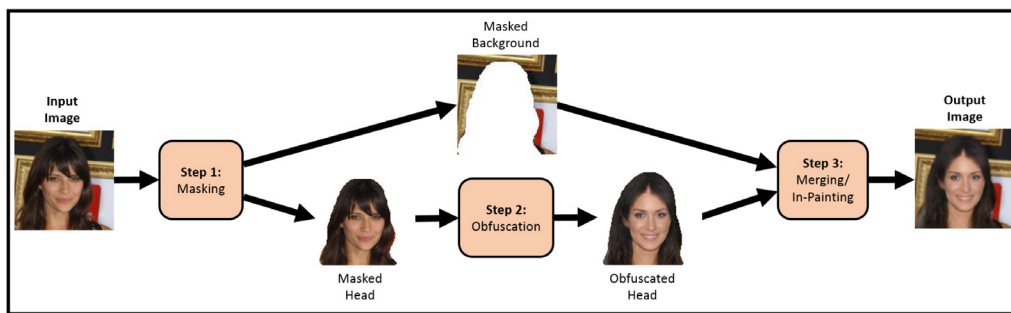 Input
Image
Step 1:
Masking
Masked
Background
Masked
Head
Step 2:
Obfuscation
Obfuscated
Head
Step 3:
Merging/
In-Painting
Output
Image